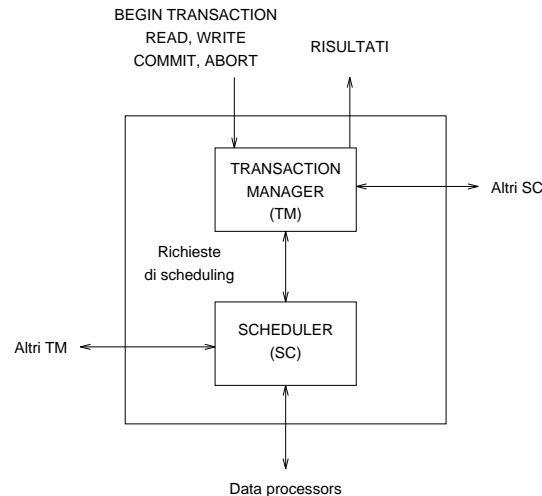 BEGIN TRANSACTION
READ, WRITE
COMMIT, ABORT
RISULTATI
TRANSACTION
MANAGER
(TM)
Altri SC
Richieste
di scheduling
SCHEDULER
(SC)
Altri TM
Data processors